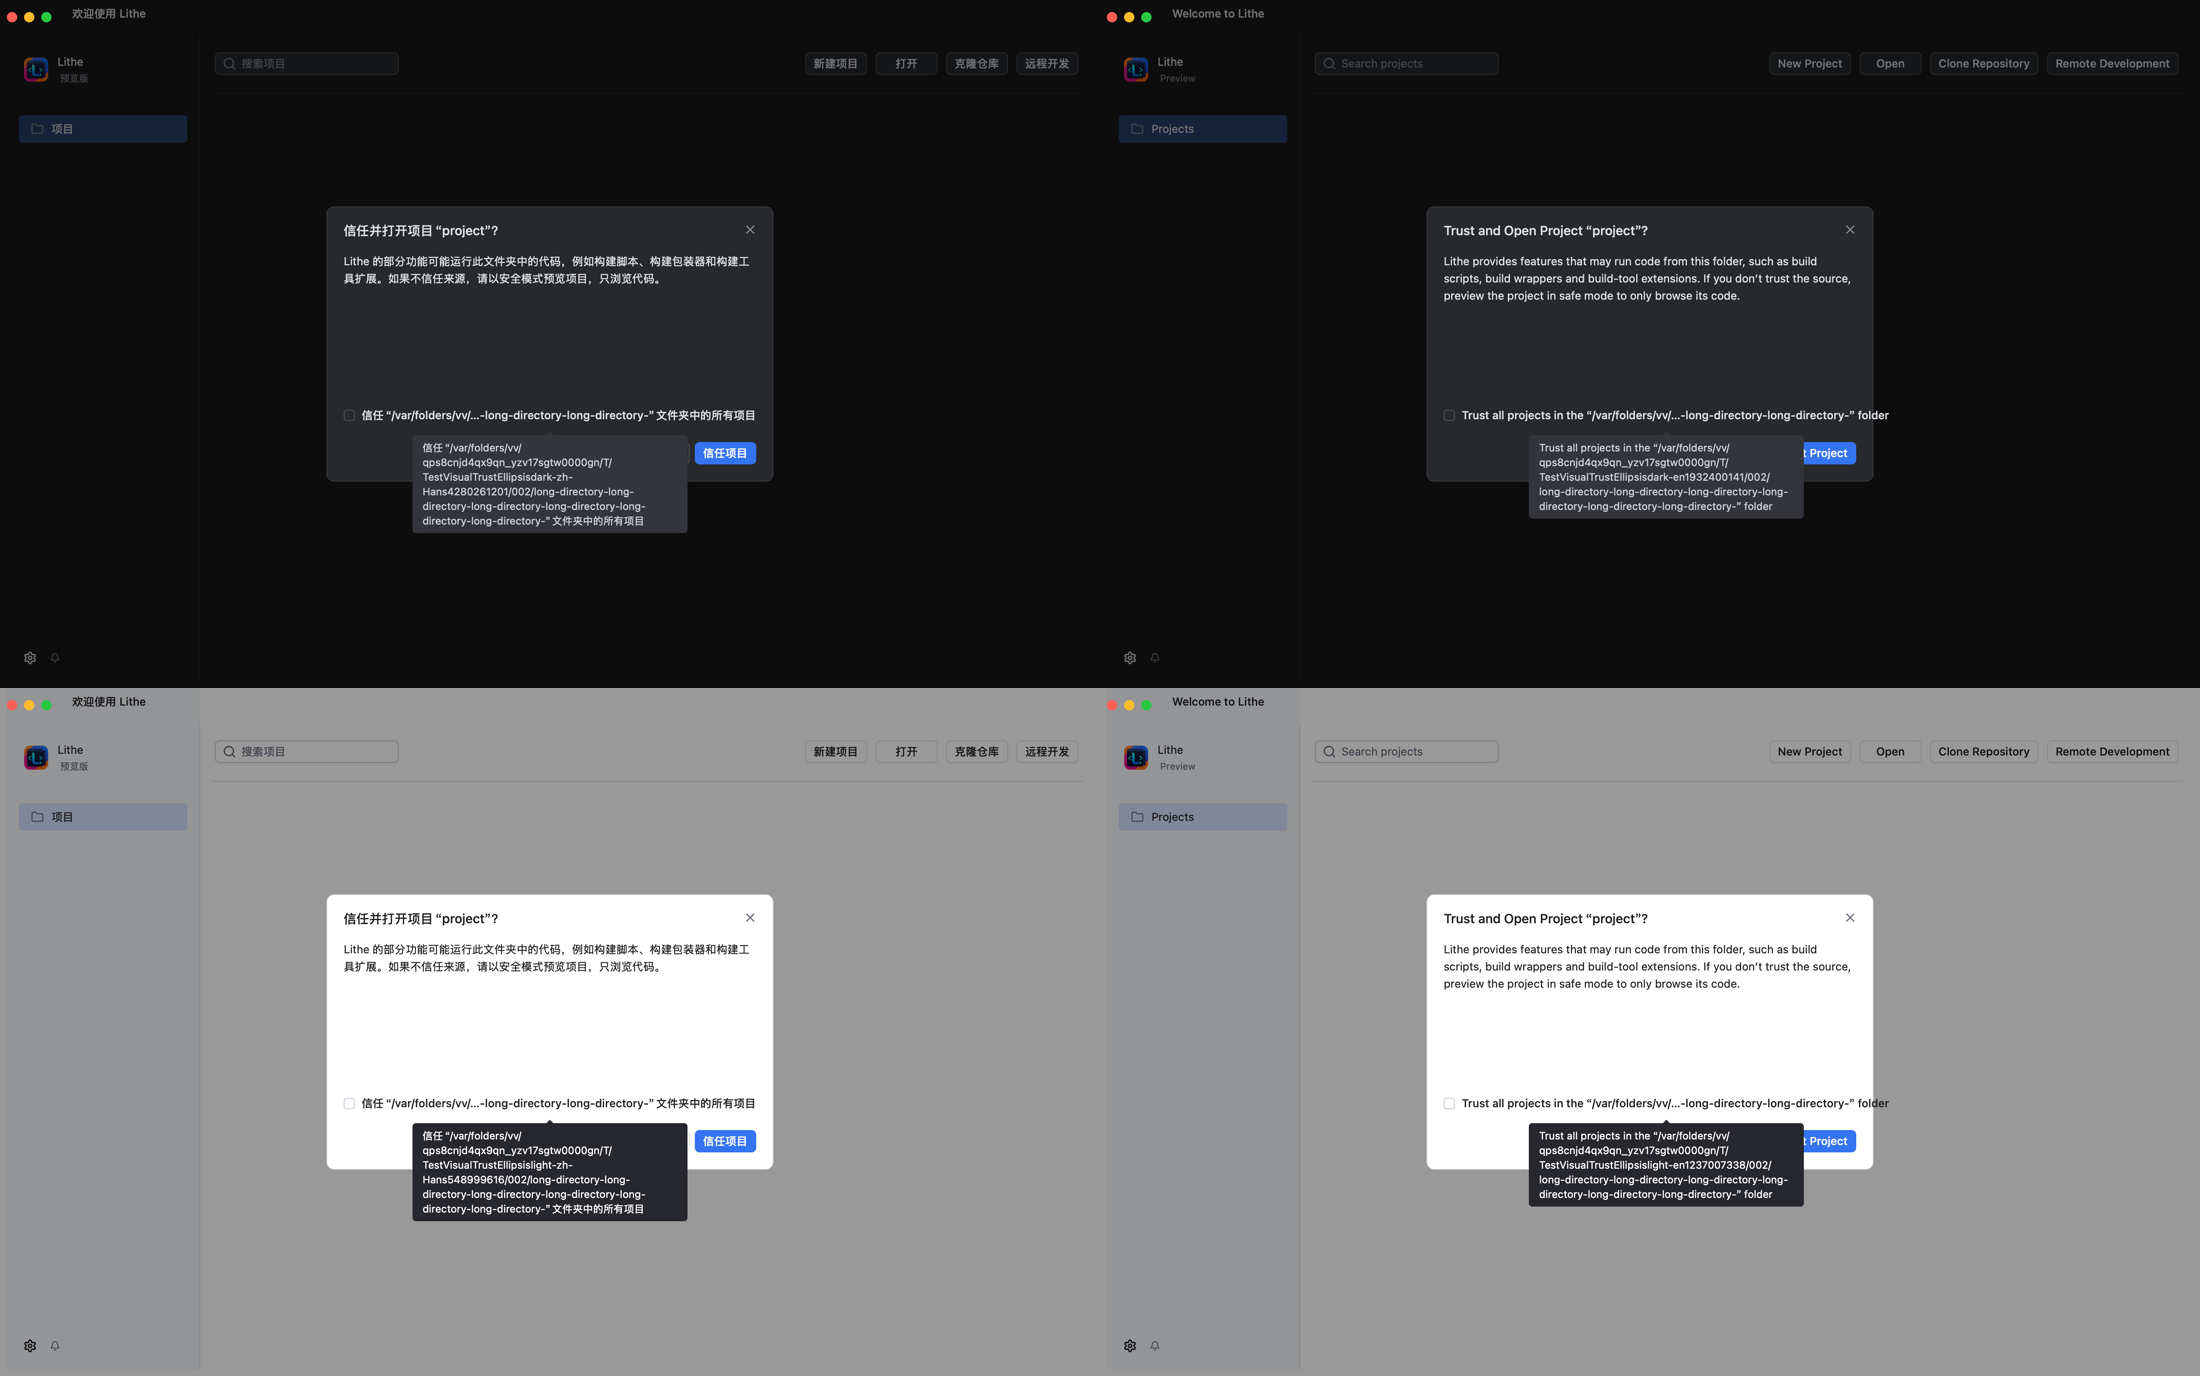 欢迎使用 Lithe
Lithe
预览版
搜索项目
新建项目
打开
克隆仓库
远程开发
项目
信任并打开项目 “project”?
Lithe 的部分功能可能运行此文件夹中的代码，例如构建脚本、构建包装器和构建工
具扩展。如果不信任来源，请以安全模式预览项目，只浏览代码。
信任 “/var/folders/vv/...-long-directory-long-directory-” 文件夹中的所有项目
信任 “/var/folders/vv/
qps8cnjd4qx9qn_yzv17sgtw0000gn/T/
TestVisualTrustEllipsisdark-zh-
Hans4280261201/002/long-directory-long-
directory-long-directory-long-directory-long-
directory-long-directory-” 文件夹中的所有项目
信任项目
Welcome to Lithe
Lithe
Preview
Search projects
New Project
Open
Clone Repository
Remote Development
Projects
Trust and Open Project “project”?
Lithe provides features that may run code from this folder, such as build
scripts, build wrappers and build-tool extensions. If you don’t trust the source,
preview the project in safe mode to only browse its code.
Trust all projects in the “/var/folders/vv/...-long-directory-long-directory-” folder
Trust all projects in the “/var/folders/vv/
qps8cnjd4qx9qn_yzv17sgtw0000gn/T/
TestVisualTrustEllipsisdark-en1932400141/002/
long-directory-long-directory-long-directory-long-
directory-long-directory-long-directory-” folder
t Project
欢迎使用 Lithe
Lithe
预览版
搜索项目
新建项目
打开
克隆仓库
远程开发
项目
信任并打开项目 “project”?
Lithe 的部分功能可能运行此文件夹中的代码，例如构建脚本、构建包装器和构建工
具扩展。如果不信任来源，请以安全模式预览项目，只浏览代码。
信任 “/var/folders/vv/...-long-directory-long-directory-” 文件夹中的所有项目
信任 “/var/folders/vv/
qps8cnjd4qx9qn_yzv17sgtw0000gn/T/
TestVisualTrustEllipsislight-zh-
Hans548999616/002/long-directory-long-
directory-long-directory-long-directory-long-
directory-long-directory-” 文件夹中的所有项目
信任项目
Welcome to Lithe
Lithe
Preview
Search projects
New Project
Open
Clone Repository
Remote Development
Projects
Trust and Open Project “project”?
Lithe provides features that may run code from this folder, such as build
scripts, build wrappers and build-tool extensions. If you don’t trust the source,
preview the project in safe mode to only browse its code.
Trust all projects in the “/var/folders/vv/...-long-directory-long-directory-” folder
Trust all projects in the “/var/folders/vv/
qps8cnjd4qx9qn_yzv17sgtw0000gn/T/
TestVisualTrustEllipsislight-en1237007338/002/
long-directory-long-directory-long-directory-long-
directory-long-directory-long-directory-” folder
t Project